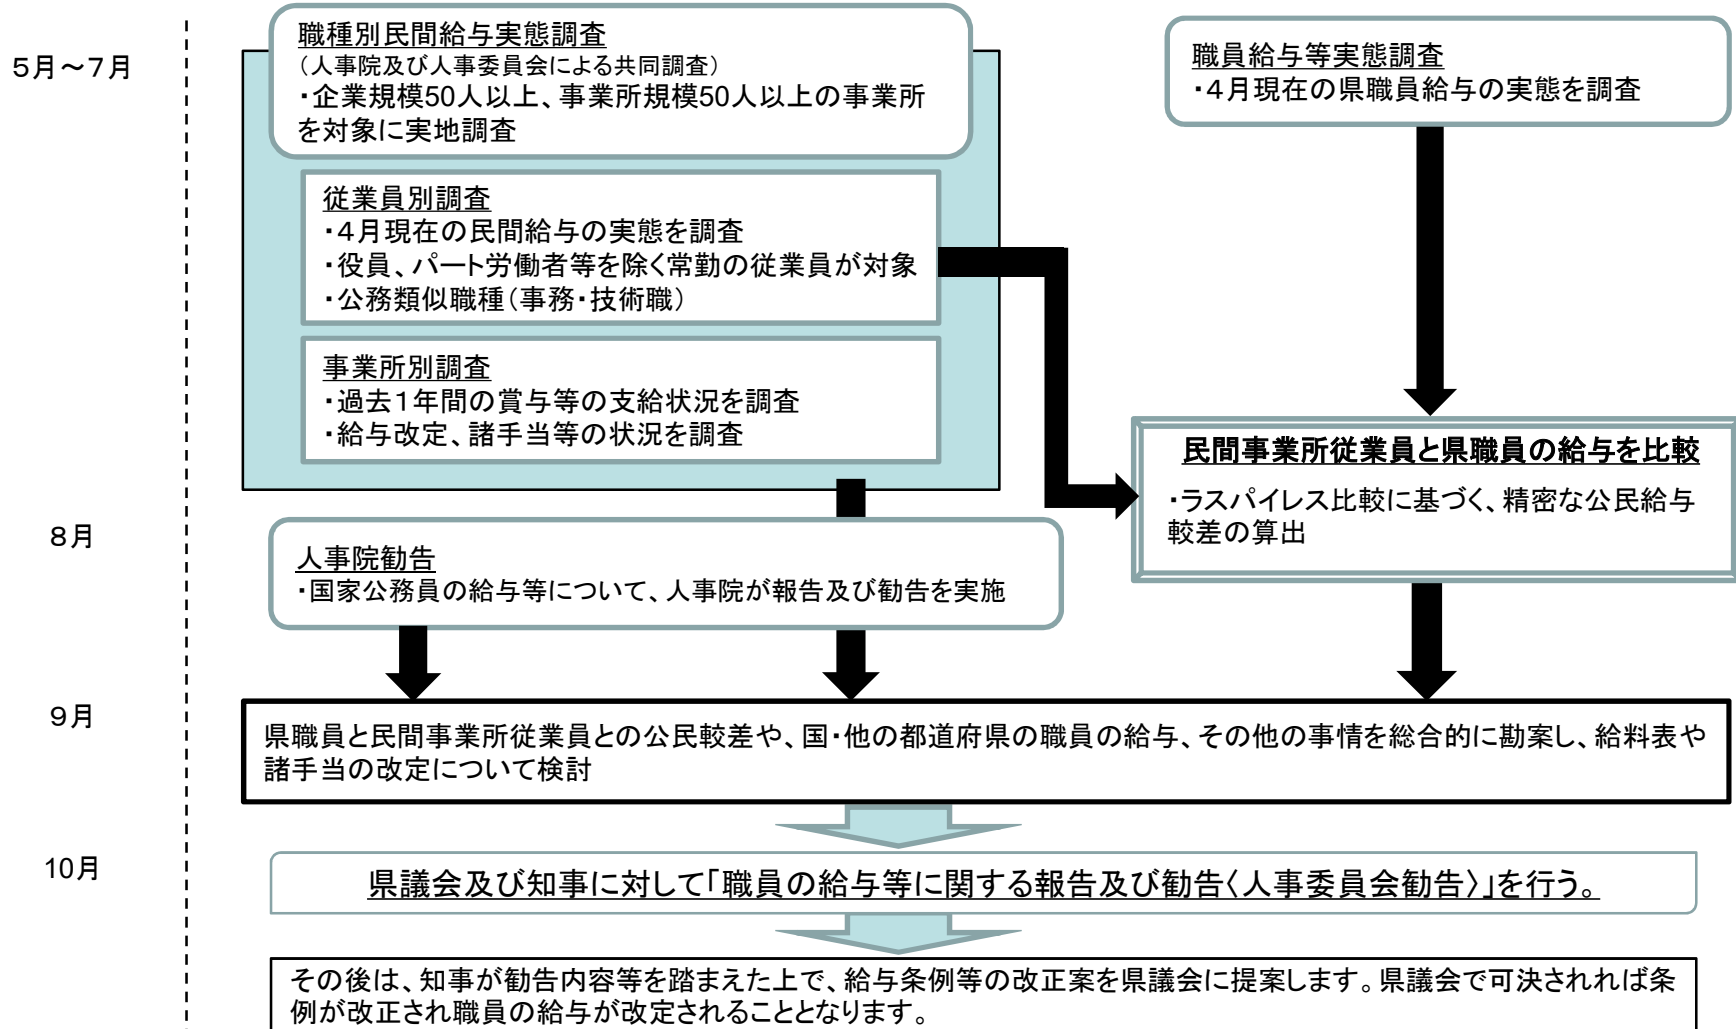 5月～7月
職種別民間給与実態調査
（人事院及び人事委員会による共同調査）
・企業規模50人以上、事業所規模50人以上の事業所
を対象に実地調査
職員給与等実態調査
・4月現在の県職員給与の実態を調査
従業員別調査
・4月現在の民間給与の実態を調査
・役員、パート労働者等を除く常勤の従業員が対象
・公務類似職種（事務・技術職）
事業所別調査
・過去1年間の賞与等の支給状況を調査
・給与改定、諸手当等の状況を調査
民間事業所従業員と県職員の給与を比較
・ラスパイレス比較に基づく、精密な公民給与
較差の算出
8月
人事院勧告
・国家公務員の給与等について、人事院が報告及び勧告を実施
9月
県職員と民間事業所従業員との公民較差や、国・他の都道府県の職員の給与、その他の事情を総合的に勘案し、給料表や
諸手当の改定について検討
10月
県議会及び知事に対して「職員の給与等に関する報告及び勧告〈人事委員会勧告〉」を行う。
その後は、知事が勧告内容等を踏まえた上で、給与条例等の改正案を県議会に提案します。県議会で可決されれば条
例が改正され職員の給与が改定されることとなります。